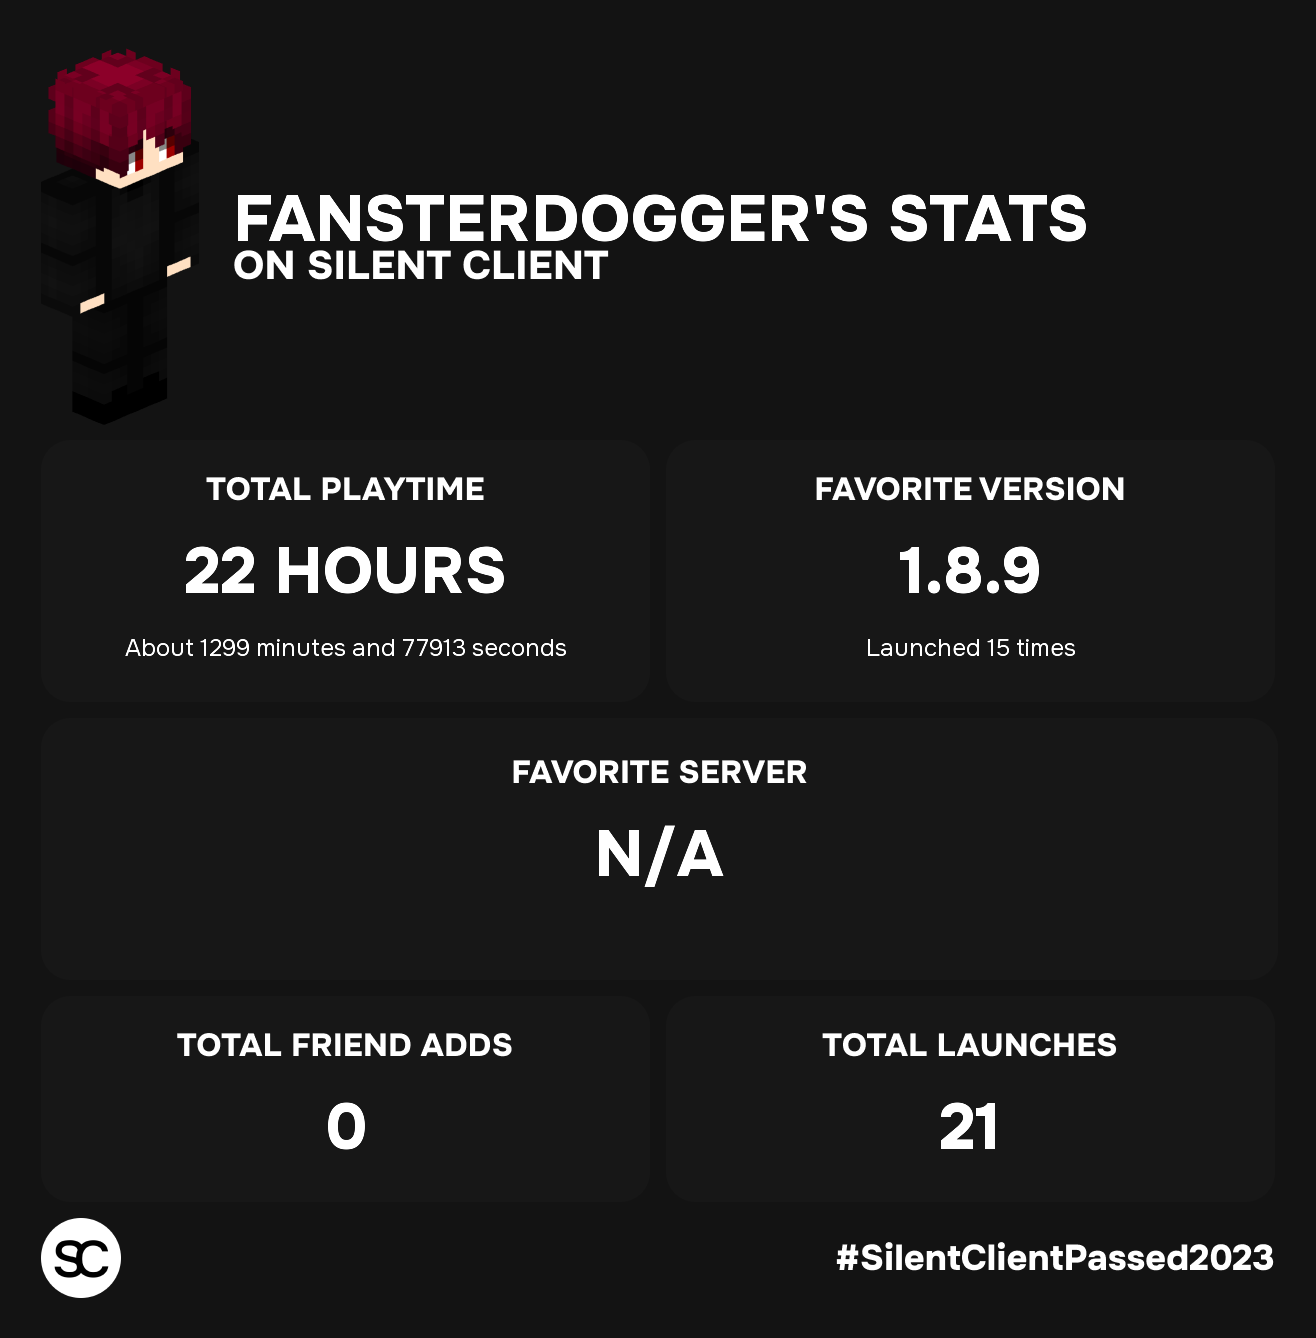 FANSTERDOGGER'S STATS
ON SILENT CLIENT
TOTAL PLAYTIME
22 HOURS
About 1299 minutes and 77913 seconds
FAVORITE VERSION
1.8.9
Launched 15 times
FAVORITE SERVER
N/A
TOTAL FRIEND ADDS
0
TOTAL LAUNCHES
21
SC
#SilentClientPassed2023